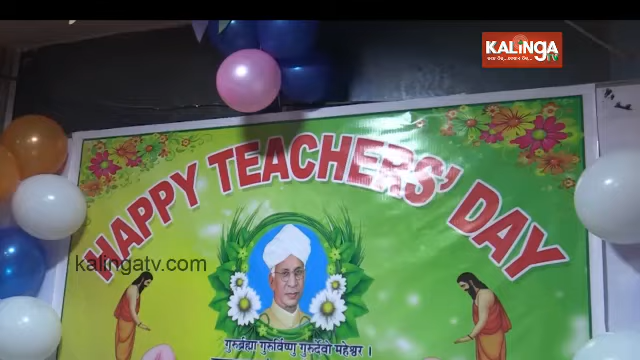 KALINGA
TV
HAPPY TEACHERS' DAY
kalingatv.com
गुरुर्ब्रह्मा गुरुर्विष्णु गुरुर्देवो महेश्वर ।